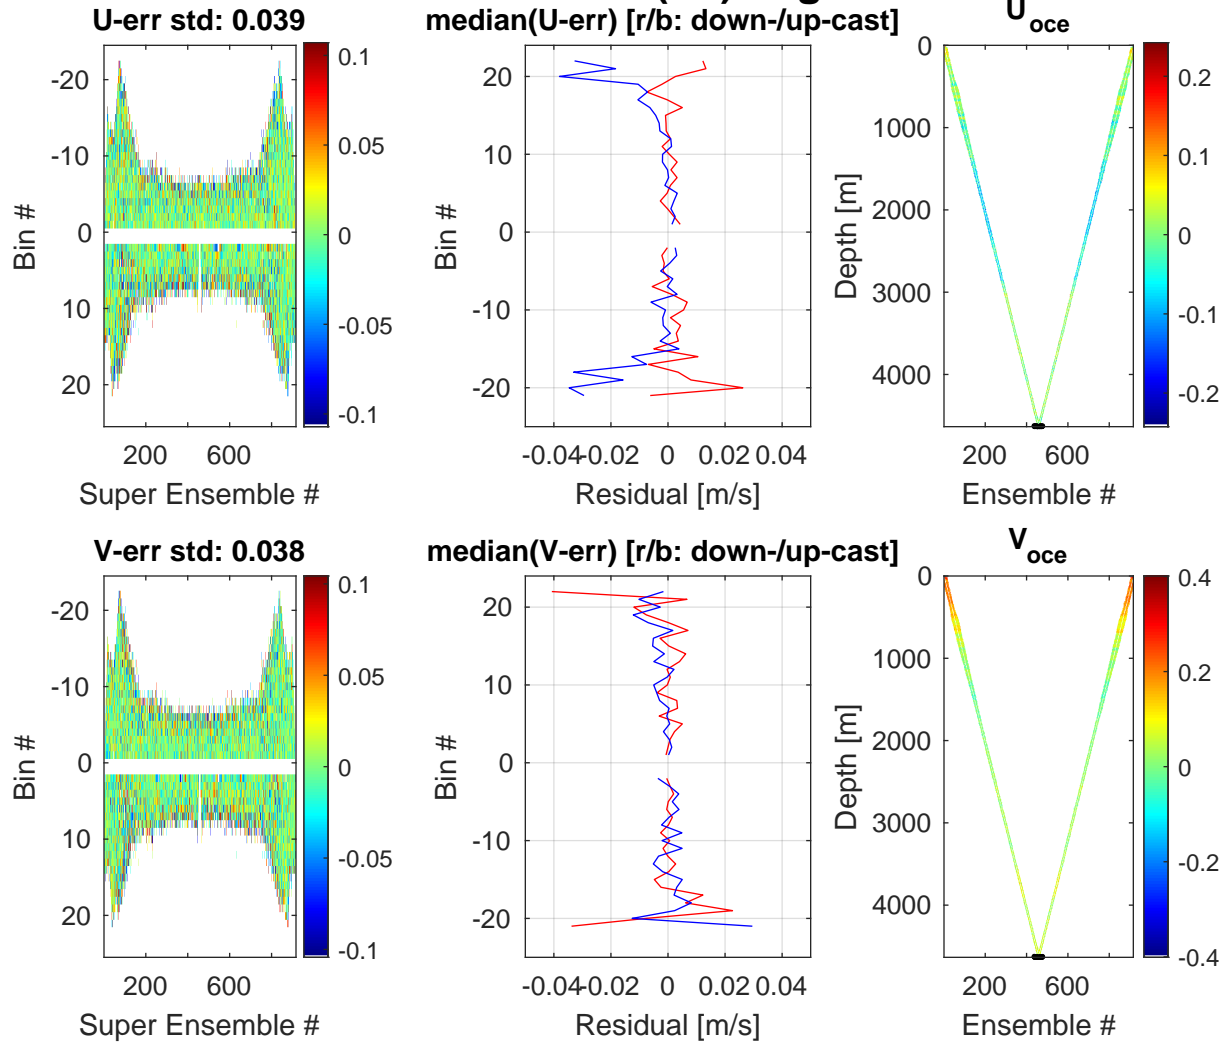 U-err std: 0.039
median(U-err) [r/b: down-/up-cast]
U
oce
-20
-10
0
10
20
Bin #
200 600
Super Ensemble #
0.1
0.05
0
-0.05
-0.1
20
10
0
-10
-20
Bin #
-0.04 -0.02 0 0.02 0.04
Residual [m/s]
0
1000
2000
3000
4000
Depth [m]
200 600
Ensemble #
0.2
0.1
0
-0.1
-0.2
V-err std: 0.038
median(V-err) [r/b: down-/up-cast]
V
oce
-20
-10
0
10
20
Bin #
200 600
Super Ensemble #
0.1
0.05
0
-0.05
-0.1
20
10
0
-10
-20
Bin #
-0.04 -0.02 0 0.02 0.04
Residual [m/s]
0
1000
2000
3000
4000
Depth [m]
200 600
Ensemble #
0.4
0.2
0
-0.2
-0.4